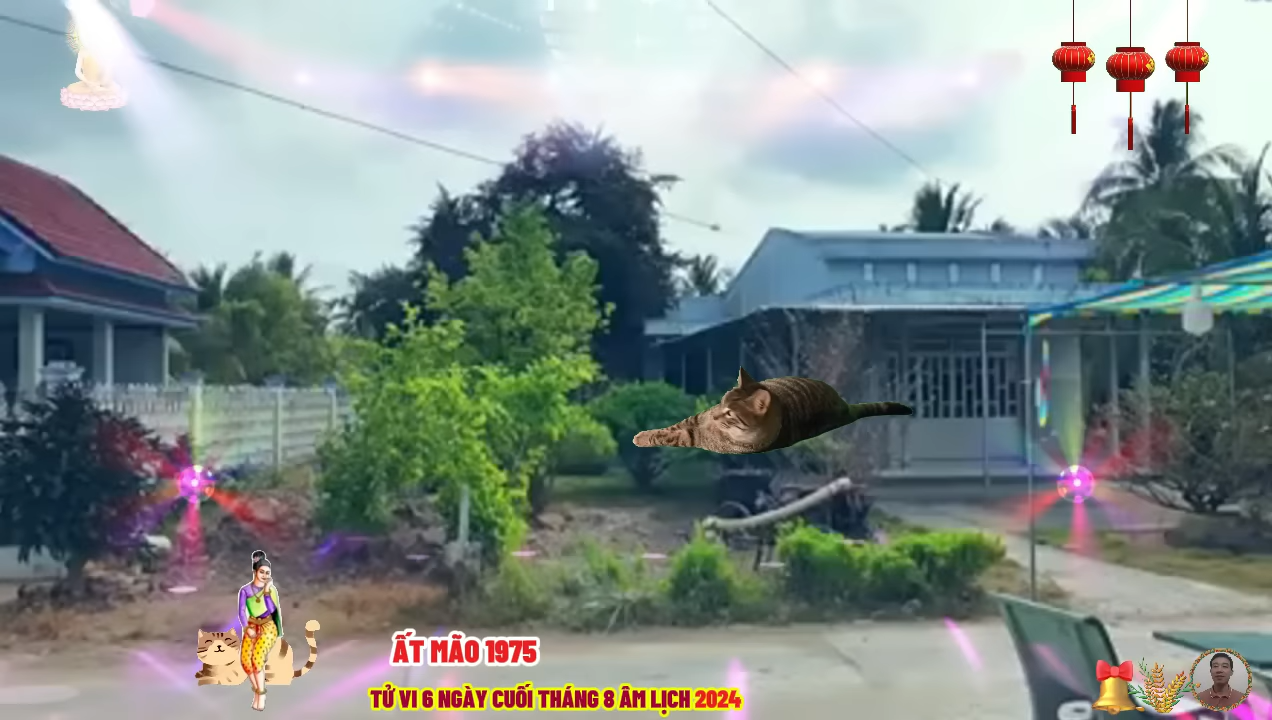 ẤT MÃO 1975
TỬ VI 6 NGÀY CUỐI THÁNG 8 ÂM LỊCH 2024